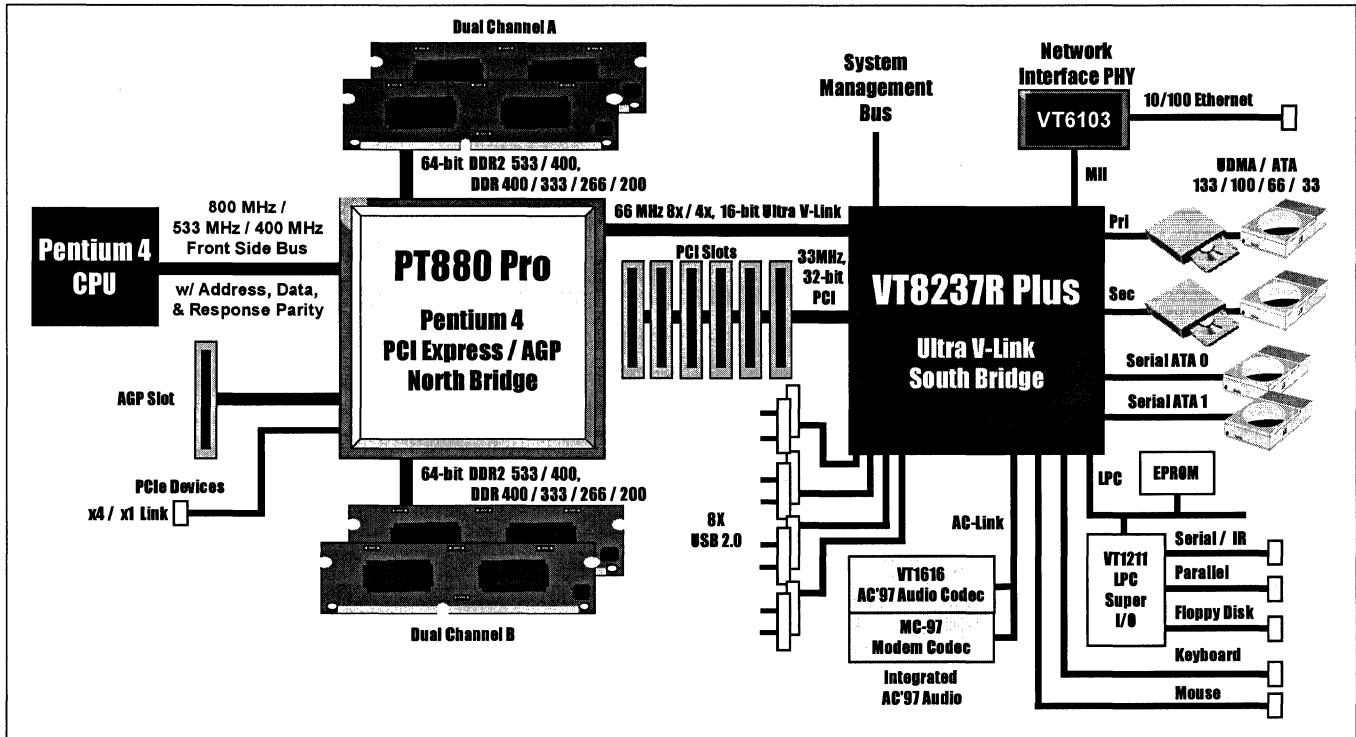 Dual Channel A
64-bit DDR2 533 / 400,
DDR 400 / 333 / 266 / 200
Pentium 4
CPU
800 MHz /
533 MHz / 400 MHz
Front Side Bus
w/ Address, Data,
& Response Parity
PT880 Pro
Pentium 4
PCI Express / AGP
North Bridge
AGP Slot
PCIe Devices
x4 / x1 Link
64-bit DDR2 533 / 400,
DDR 400 / 333 / 266 / 200
Dual Channel B
66 MHz 8x / 4x, 16-bit Ultra V-Link
PCI Slots
33MHz,
32-bit
PCI
System
Management
Bus
Network
Interface PHY
VT6103
10/100 Ethernet
MII
UDMA / ATA
133 / 100 / 66 / 33
VT8237R Plus
Ultra V-Link
South Bridge
Pri
Sec
Serial ATA 0
Serial ATA 1
8X
USB 2.0
AC-Link
VT1616
AC'97 Audio Codec
MC-97
Modem Codec
Integrated
AC'97 Audio
LPC
EPROM
VT1211
LPC
Super
I/O
Serial / IR
Parallel
Floppy Disk
Keyboard
Mouse